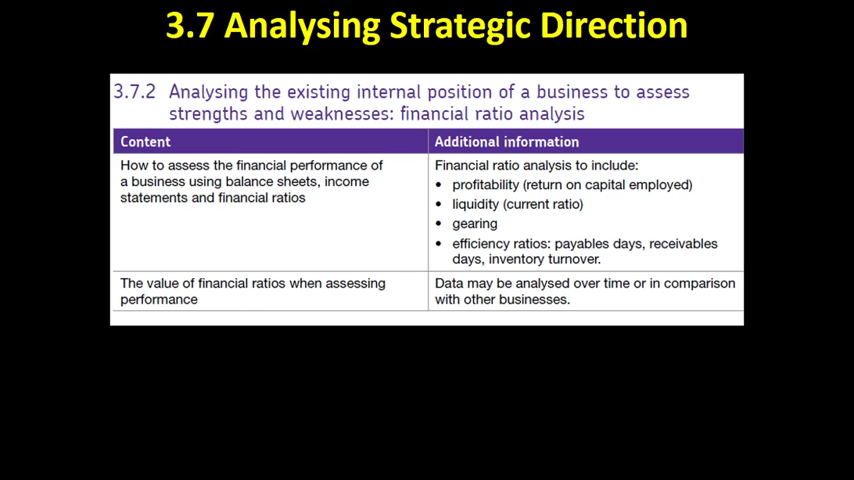 3.7 Analysing Strategic Direction
3.7.2 Analysing the existing internal position of a business to assess
strengths and weaknesses: financial ratio analysis
Content
Additional information
How to assess the financial performance of
a business using balance sheets, income
statements and financial ratios
Financial ratio analysis to include:
• profitability (return on capital employed)
• liquidity (current ratio)
• gearing
• efficiency ratios: payables days, receivables
days, inventory turnover.
The value of financial ratios when assessing
performance
Data may be analysed over time or in comparison
with other businesses.